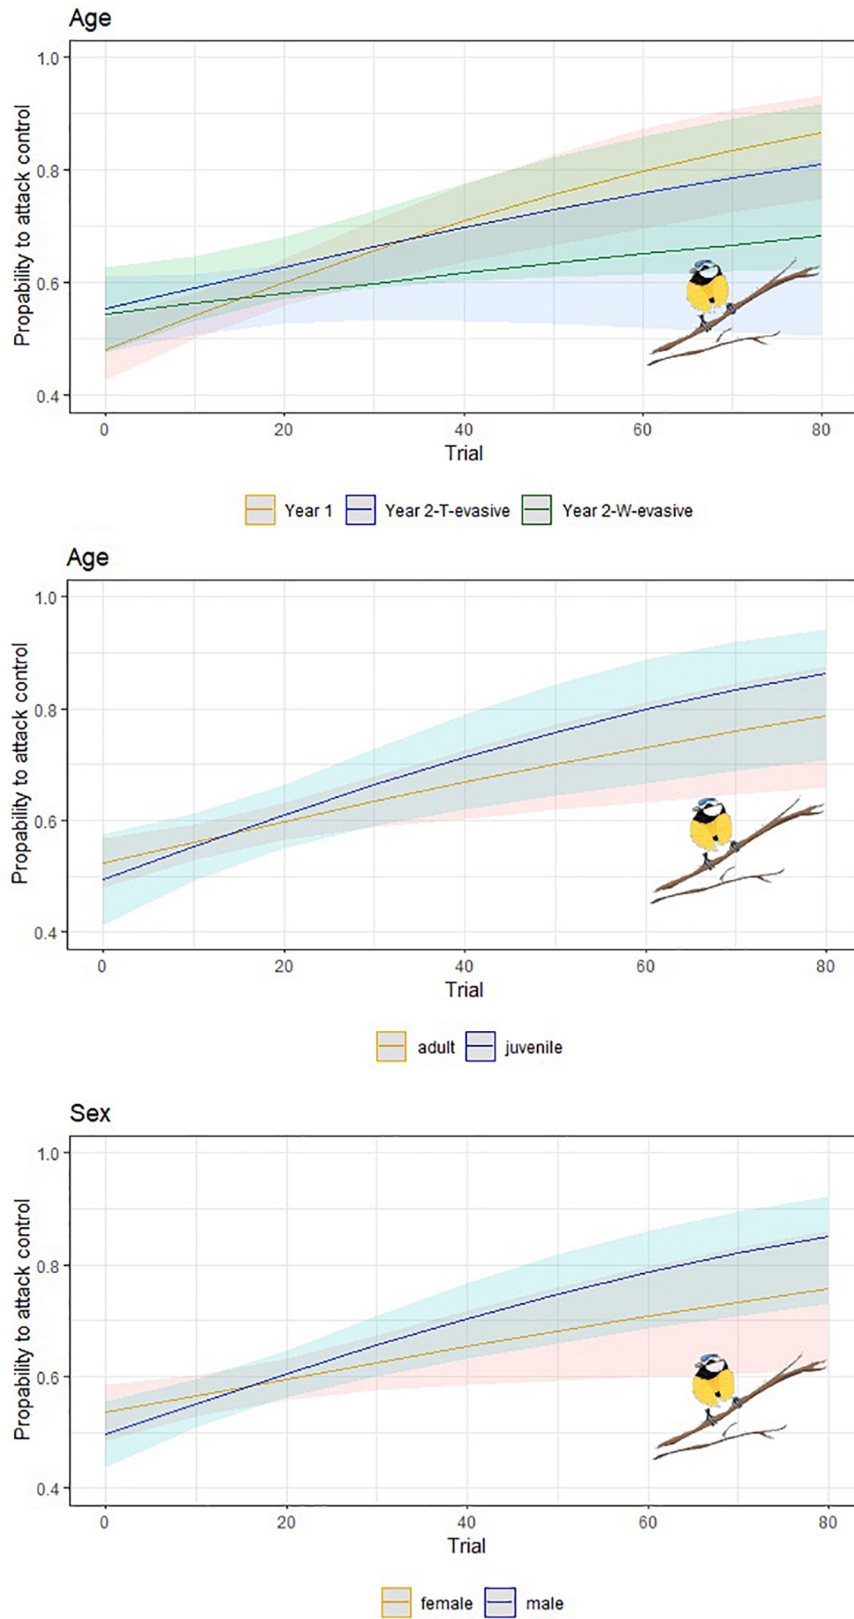 Age
Propability to attack control
1.0
0.8
0.6
0.4
0 20 40 60 80
Trial
Year 1 Year 2-T-evasive Year 2-W-evasive
Age
Propability to attack control
1.0
0.8
0.6
0.4
0 20 40 60 80
Trial
adult juvenile
Sex
Propability to attack control
1.0
0.8
0.6
0.4
0 20 40 60 80
Trial
female male